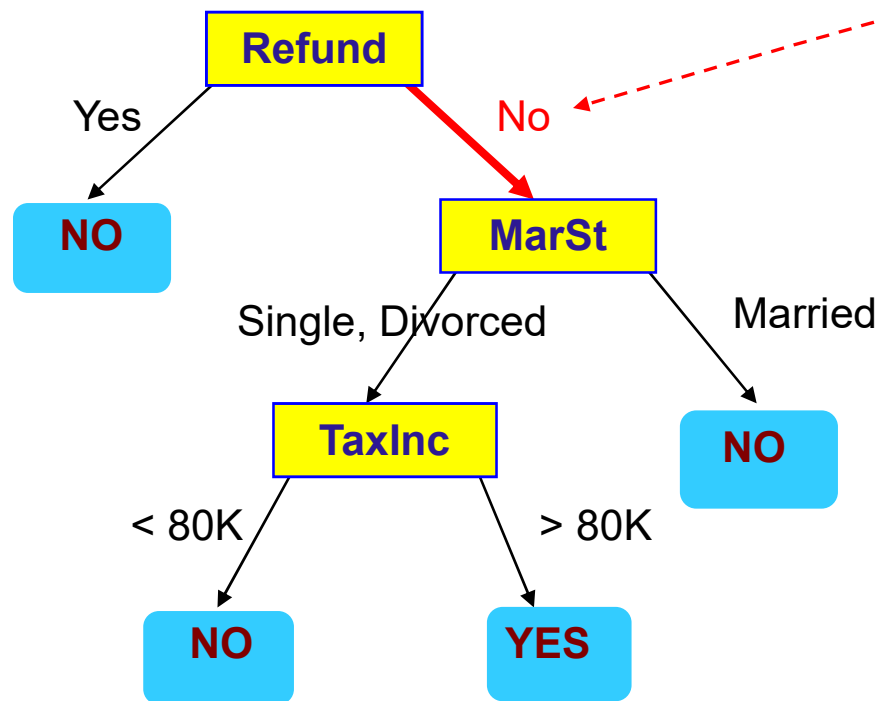 Refund
Yes
No
NO
MarSt
Single, Divorced
Married
TaxInc
NO
< 80K
> 80K
NO
YES